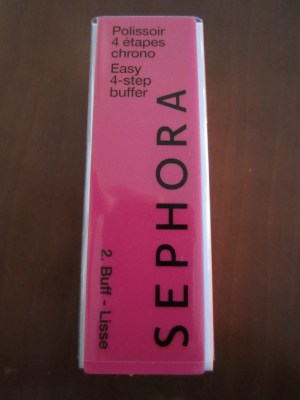 Polissoir
4 étapes
chrono
Easy
4-step
buffer
SEPHORA
2. Buff - Lisse